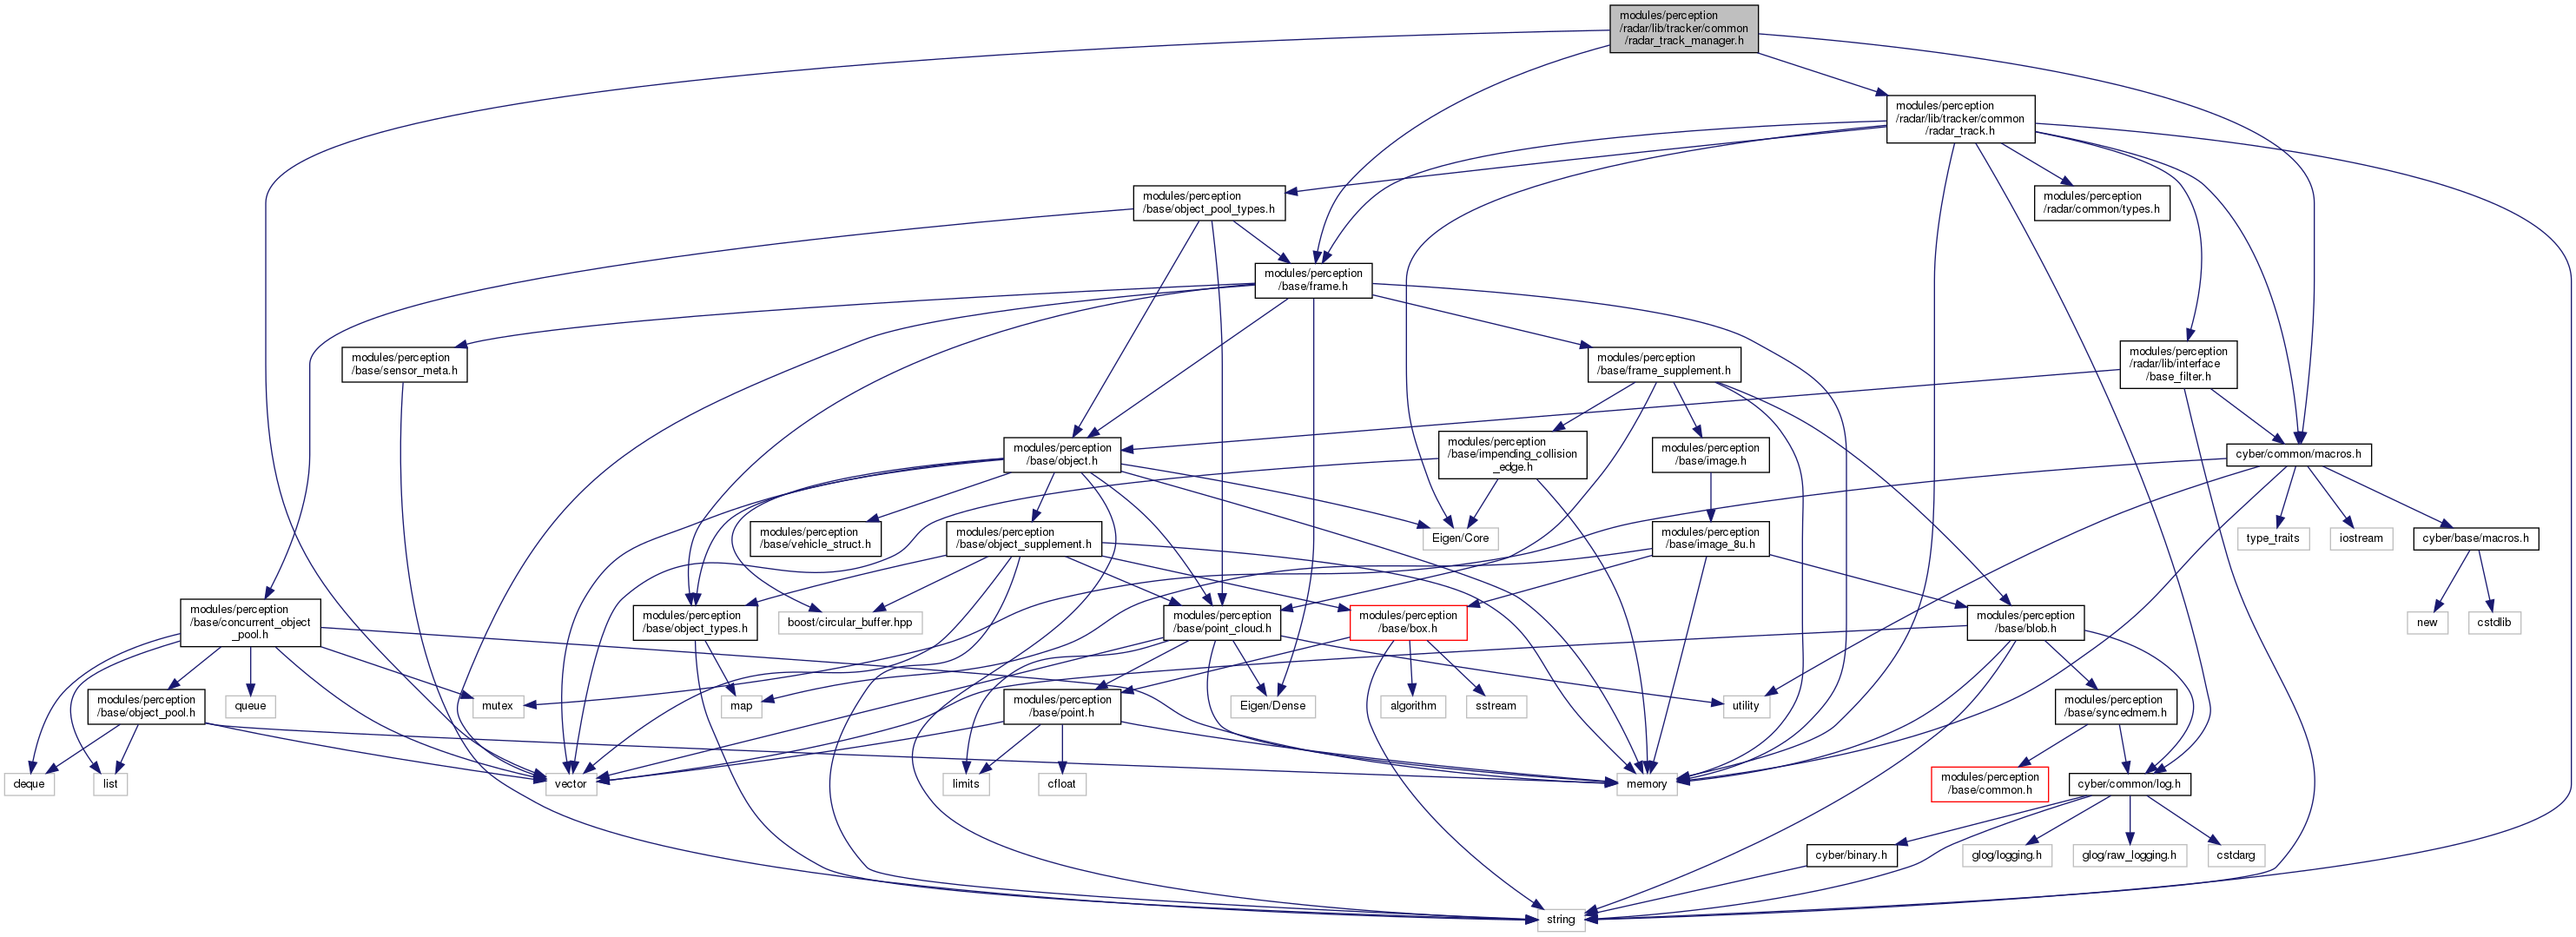 modules/perception
/radar/lib/tracker/common
/radar_track_manager.h
modules/perception
/radar/lib/tracker/common
/radar_track.h
modules/perception
/base/object_pool_types.h
modules/perception
/radar/common/types.h
modules/perception
/base/frame.h
modules/perception
/base/sensor_meta.h
modules/perception
/base/frame_supplement.h
modules/perception
/radar/lib/interface
/base_filter.h
modules/perception
/base/object.h
modules/perception
/base/impending_collision
_edge.h
modules/perception
/base/image.h
cyber/common/macros.h
modules/perception
/base/vehicle_struct.h
modules/perception
/base/object_supplement.h
Eigen/Core
modules/perception
/base/image_8u.h
type_traits
iostream
cyber/base/macros.h
modules/perception
/base/concurrent_object
_pool.h
modules/perception
/base/object_types.h
boost/circular_buffer.hpp
modules/perception
/base/point_cloud.h
modules/perception
/base/box.h
modules/perception
/base/blob.h
new
cstdlib
modules/perception
/base/object_pool.h
queue
mutex
map
modules/perception
/base/point.h
Eigen/Dense
algorithm
sstream
utility
modules/perception
/base/syncedmem.h
deque
list
vector
limits
cfloat
memory
modules/perception
/base/common.h
cyber/common/log.h
cyber/binary.h
glog/logging.h
glog/raw_logging.h
cstdarg
string